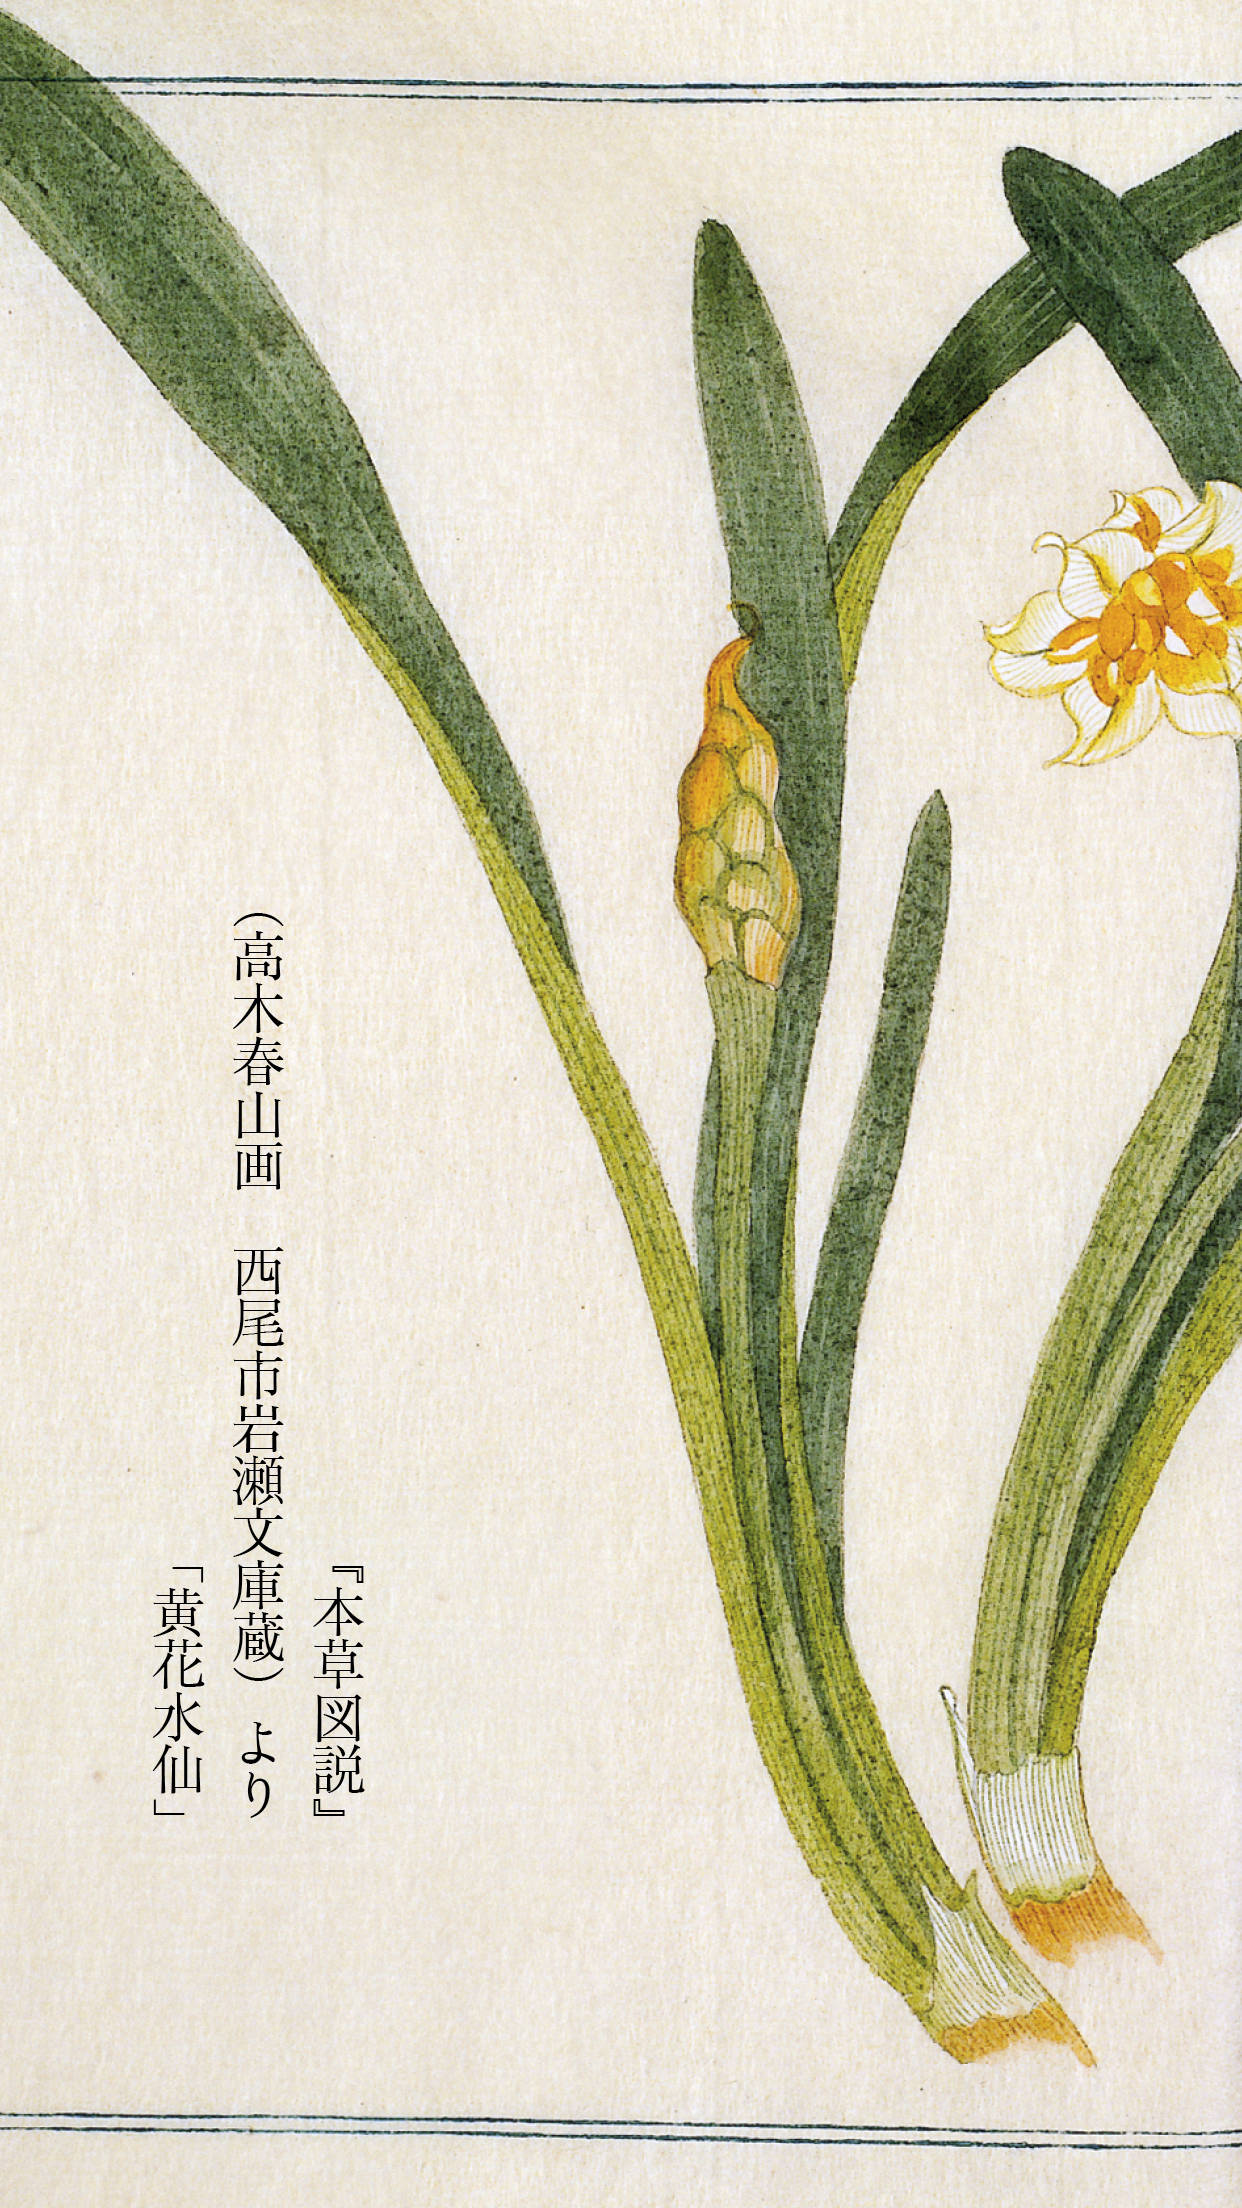 『本草図説』
（高木春山画　西尾市岩瀬文庫蔵）より
「黄花水仙」